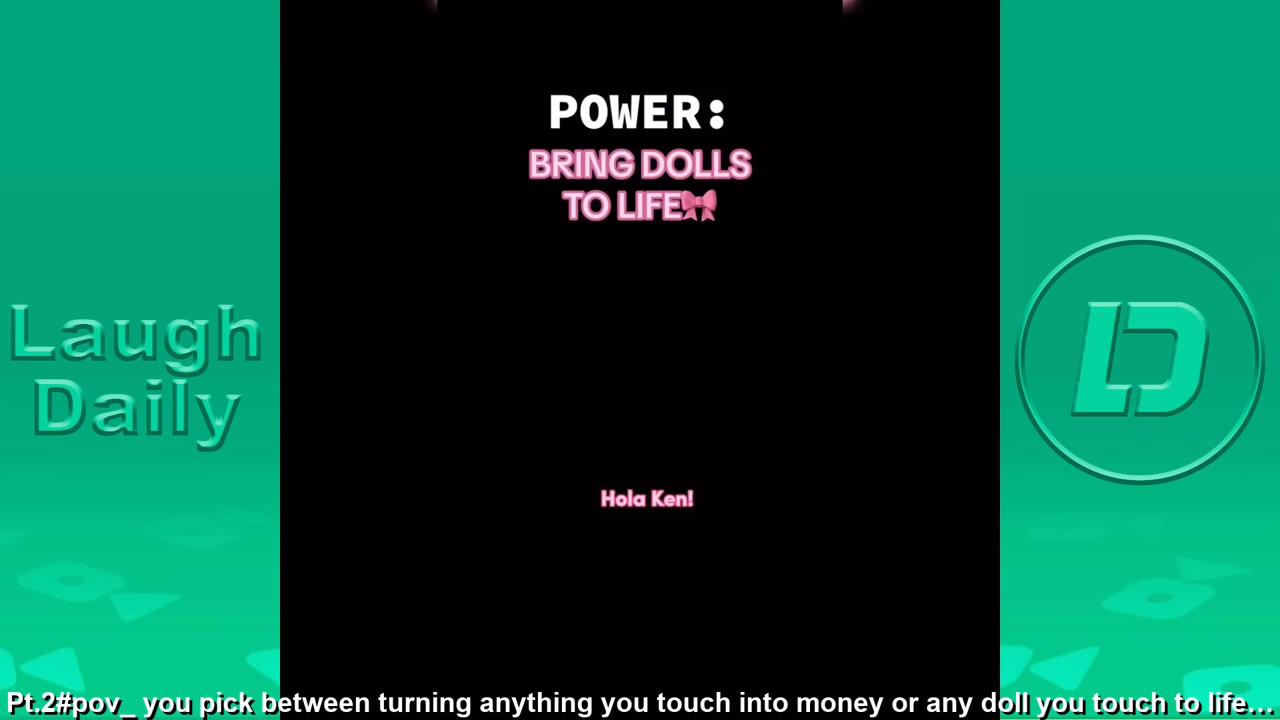 POWER:
BRING DOLLS
TO LIFE🎀
Laugh
Daily
LD
Hola Ken!
Pt.2#pov_ you pick between turning anything you touch into money or any doll you touch to life...